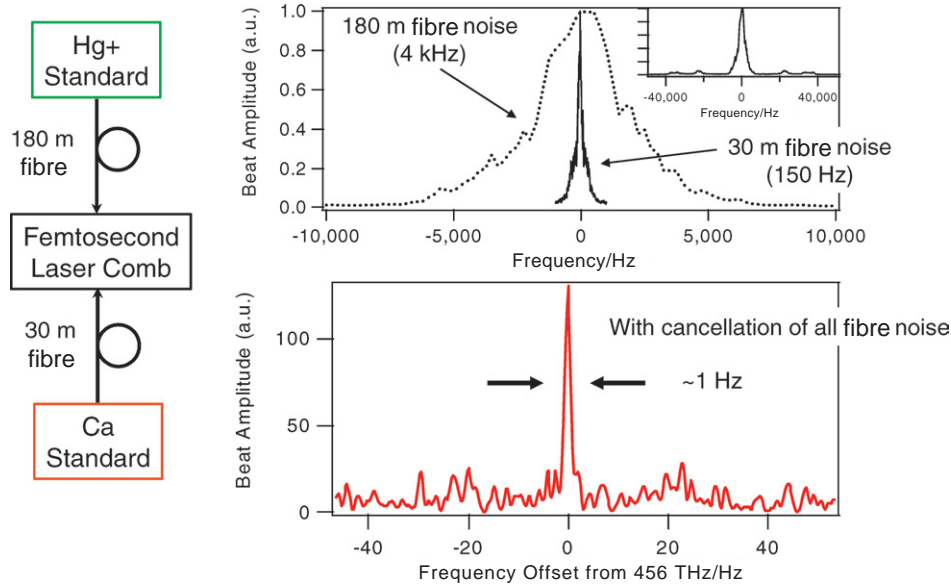 Hg+
Standard
180 m
fibre
Femtosecond
Laser Comb
30 m
fibre
Ca
Standard
Beat Amplitude (a.u.)
1.0
0.8
0.6
0.4
0.2
0.0
180 m fibre noise
(4 kHz)
30 m fibre noise
(150 Hz)
-40,000 0 40,000
Frequency/Hz
-10,000 -5,000 0 5,000 10,000
Frequency/Hz
Beat Amplitude (a.u.)
100
50
0
With cancellation of all fibre noise
~1 Hz
-40 -20 0 20 40
Frequency Offset from 456 THz/Hz